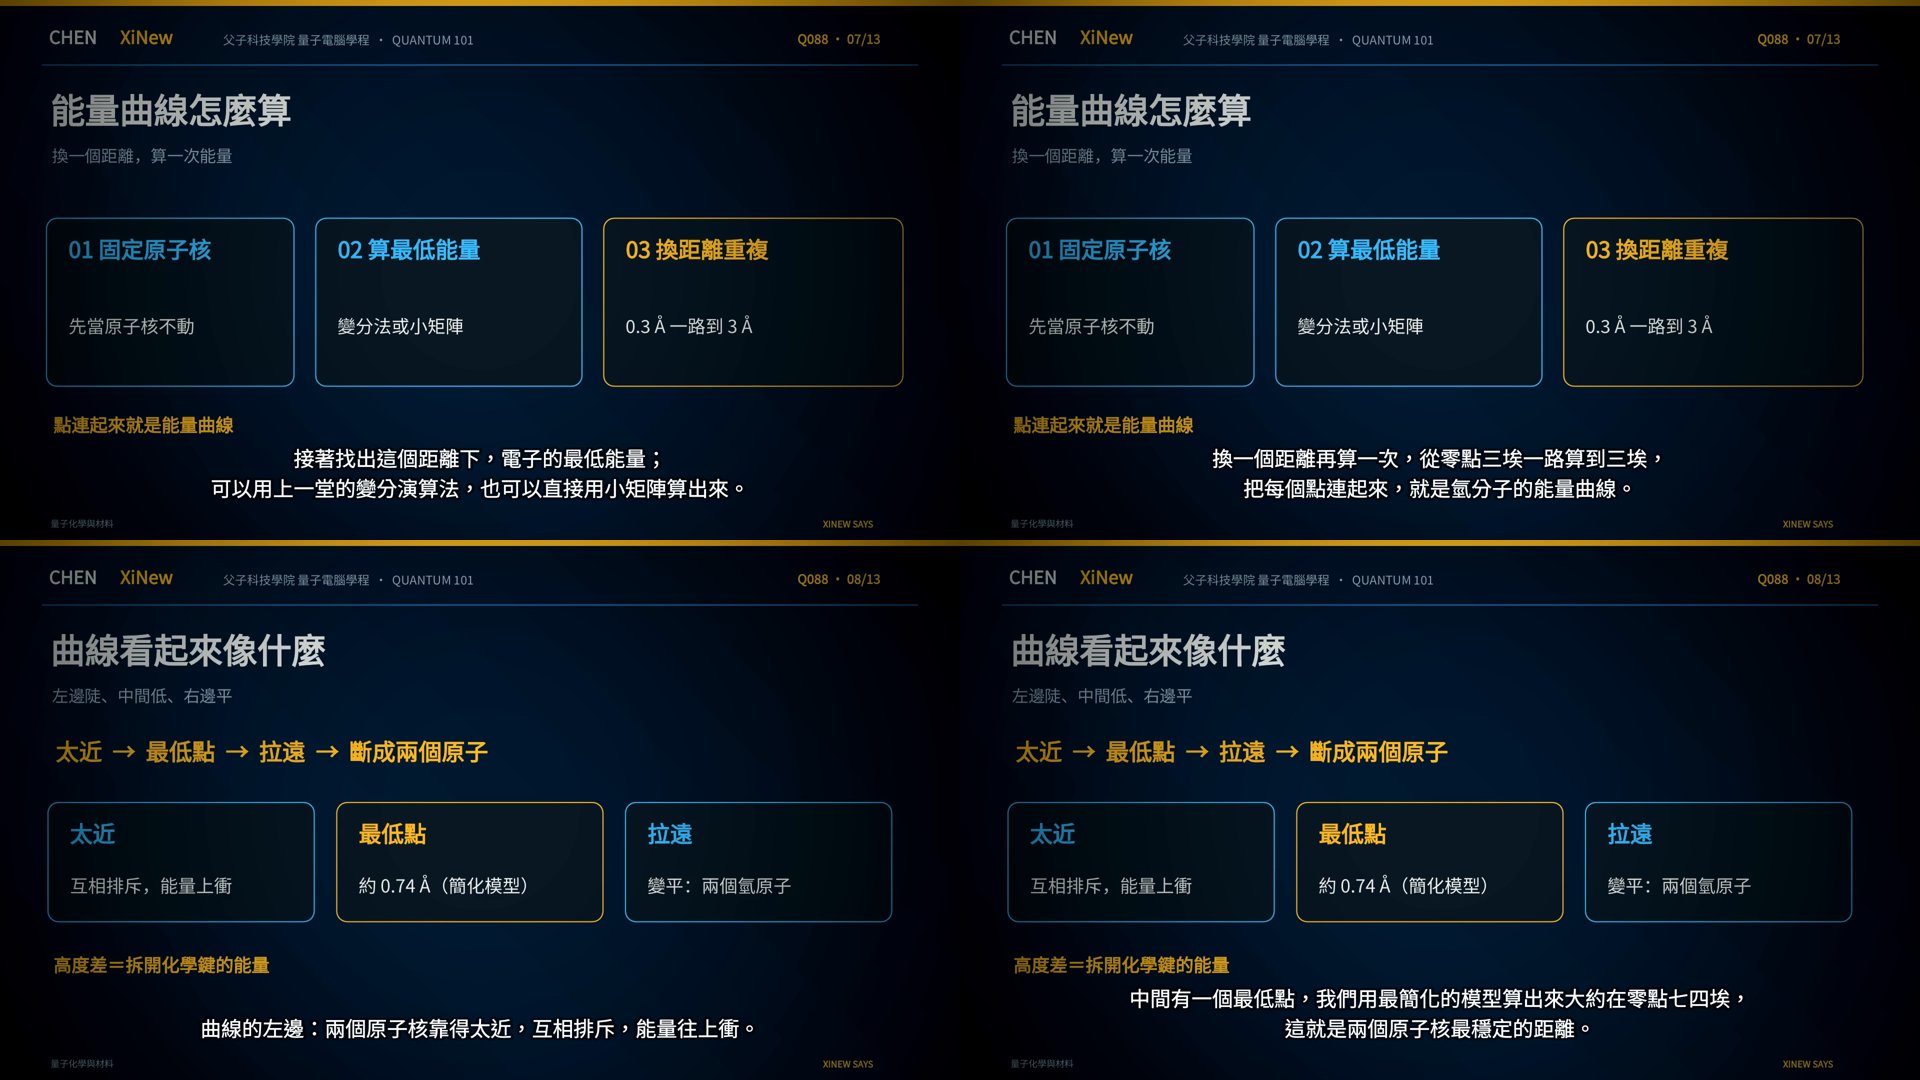 CHEN XiNew 父子科技學院 量子電腦學程 · QUANTUM 101 Q088 · 07/13
能量曲線怎麼算
換一個距離，算一次能量
01 固定原子核 02 算最低能量 03 換距離重複
先當原子核不動 變分法或小矩陣 0.3 Å 一路到 3 Å
點連起來就是能量曲線
接著找出這個距離下，電子的最低能量；
可以用上一堂的變分演算法，也可以直接用小矩陣算出來。
量子化學與材料 XINEW SAYS
CHEN XiNew 父子科技學院 量子電腦學程 · QUANTUM 101 Q088 · 07/13
能量曲線怎麼算
換一個距離，算一次能量
01 固定原子核 02 算最低能量 03 換距離重複
先當原子核不動 變分法或小矩陣 0.3 Å 一路到 3 Å
點連起來就是能量曲線
換一個距離再算一次，從零點三埃一路算到三埃，
把每個點連起來，就是氫分子的能量曲線。
量子化學與材料 XINEW SAYS
CHEN XiNew 父子科技學院 量子電腦學程 · QUANTUM 101 Q088 · 08/13
曲線看起來像什麼
左邊陡、中間低、右邊平
太近 → 最低點 → 拉遠 → 斷成兩個原子
太近 最低點 拉遠
互相排斥，能量上衝 約 0.74 Å（簡化模型） 變平：兩個氫原子
高度差＝拆開化學鍵的能量
曲線的左邊：兩個原子核靠得太近，互相排斥，能量往上衝。
量子化學與材料 XINEW SAYS
CHEN XiNew 父子科技學院 量子電腦學程 · QUANTUM 101 Q088 · 08/13
曲線看起來像什麼
左邊陡、中間低、右邊平
太近 → 最低點 → 拉遠 → 斷成兩個原子
太近 最低點 拉遠
互相排斥，能量上衝 約 0.74 Å（簡化模型） 變平：兩個氫原子
高度差＝拆開化學鍵的能量
中間有一個最低點，我們用最簡化的模型算出來大約在零點七四埃，
這就是兩個原子核最穩定的距離。
量子化學與材料 XINEW SAYS